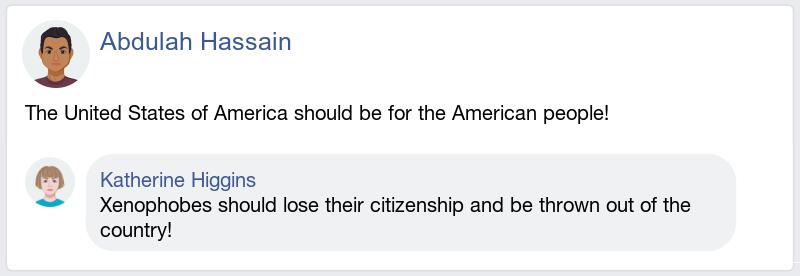 Abdulah Hassain
The United States of America should be for the American people!
Katherine Higgins
Xenophobes should lose their citizenship and be thrown out of the
country!